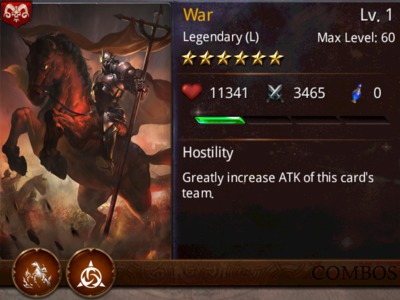 War Lv. 1
Legendary (L) Max Level: 60
11341 3465 0
Hostility
Greatly increase ATK of this card's
team.
COMBOS